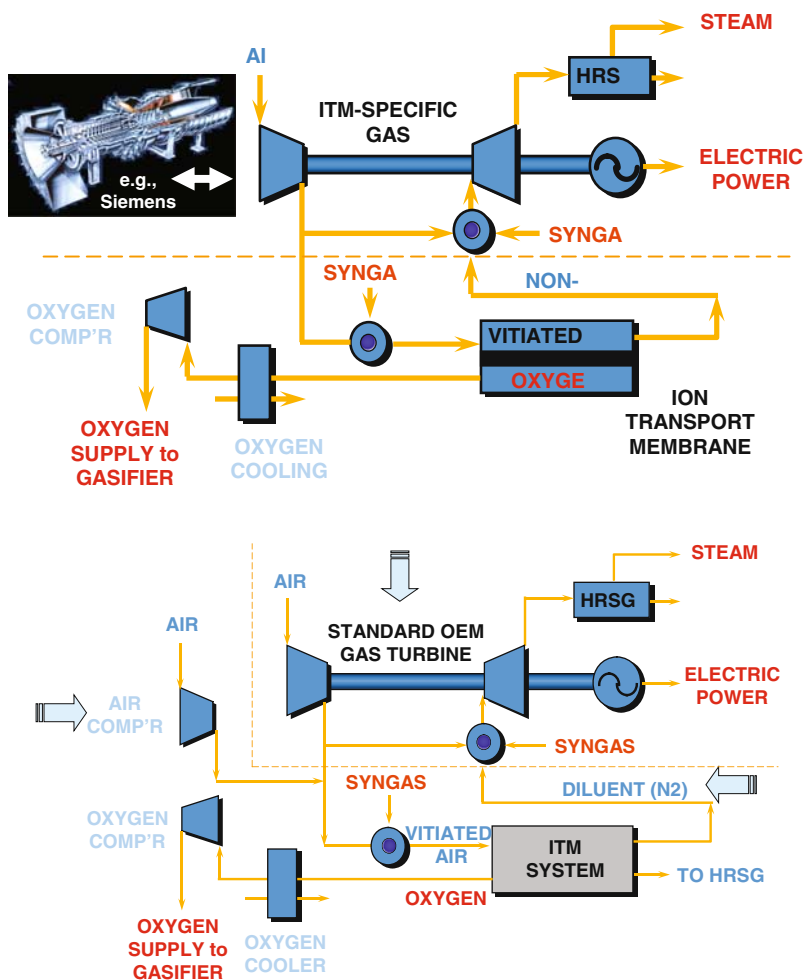 STEAM
AI
HRS
ITM-SPECIFIC
GAS
e.g.,
Siemens
ELECTRIC
POWER
SYNGA
SYNGA
NON-
OXYGEN
COMP'R
VITIATED
OXYGE
ION
TRANSPORT
MEMBRANE
OXYGEN
SUPPLY to
GASIFIER
OXYGEN
COOLING
STEAM
AIR
HRSG
AIR
STANDARD OEM
GAS TURBINE
ELECTRIC
POWER
AIR
COMP'R
SYNGAS
SYNGAS
DILUENT (N2)
OXYGEN
COMP'R
VITIATED
AIR
ITM
SYSTEM
TO HRSG
OXYGEN
OXYGEN
SUPPLY to
GASIFIER
OXYGEN
COOLER